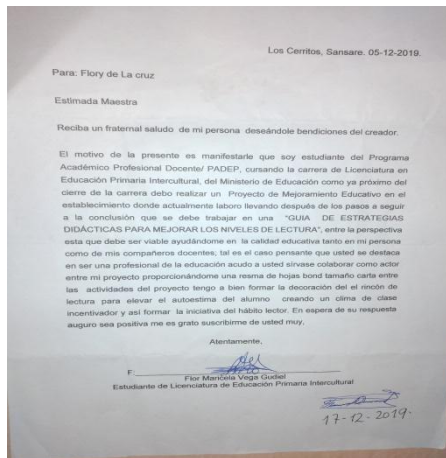 Los Cerritos, Sansare. 05-12-2019.
Para: Flory de La cruz
Estimada Maestra
Reciba un fraternal saludo de mi persona deseándole bendiciones del creador.
El motivo de la presente es manifestarle que soy estudiante del Programa
Académico Profesional Docente/ PADEP, cursando la carrera de Licenciatura en
Educación Primaria Intercultural, del Ministerio de Educación como ya próximo del
cierre de la carrera debo realizar un Proyecto de Mejoramiento Educativo en el
establecimiento donde actualmente laboro llevando después de los pasos a seguir
a la conclusión que se debe trabajar en una "GUIA DE ESTRATEGIAS
DIDÁCTICAS PARA MEJORAR LOS NIVELES DE LECTURA", entre la perspectiva
esta que debe ser viable ayudándome en la calidad educativa tanto en mi persona
como de mis compañeros docentes; tal es el caso pensante que usted se destaca
en ser una profesional de la educación acudo a usted sírvase colaborar como actor
entre mi proyecto proporcionándome una resma de hojas bond tamaño carta entre
las actividades del proyecto tengo a bien formar la decoración del el rincón de
lectura para elevar el autoestima del alumno creando un clima de clase
incentivador y así formar la iniciativa del hábito lector. En espera de su respuesta
auguro sea positiva me es grato suscribirme de usted muy.
Atentamente,
F:
Flor Maricela Vega Gudiel
Estudiante de Licenciatura de Educación Primaria Intercultural
17-12-2019.